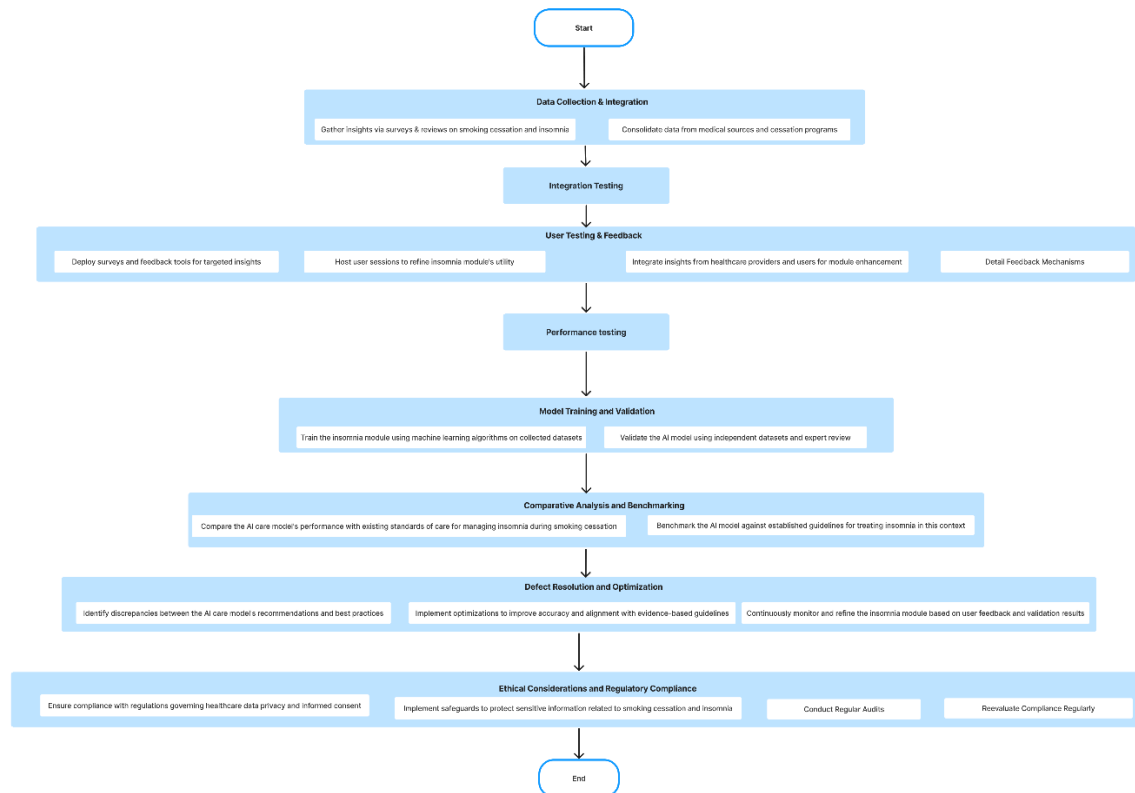 Start
Data Collection & Integration
Gather insights via surveys & reviews on smoking cessation and insomnia
Consolidate data from medical sources and cessation programs
Integration Testing
User Testing & Feedback
Deploy surveys and feedback tools for targeted insights
Host user sessions to refine insomnia module's utility
Integrate insights from healthcare providers and users for module enhancement
Detail Feedback Mechanisms
Performance testing
Model Training and Validation
Train the insomnia module using machine learning algorithms on collected datasets
Validate the AI model using independent datasets and expert review
Comparative Analysis and Benchmarking
Compare the AI care model's performance with existing standards of care for managing insomnia during smoking cessation
Benchmark the AI model against established guidelines for treating insomnia in this context
Defect Resolution and Optimization
Identify discrepancies between the AI care model's recommendations and best practices
Implement optimizations to improve accuracy and alignment with evidence-based guidelines
Continuously monitor and refine the insomnia module based on user feedback and validation results
Ethical Considerations and Regulatory Compliance
Ensure compliance with regulations governing healthcare data privacy and informed consent
Implement safeguards to protect sensitive information related to smoking cessation and insomnia
Conduct Regular Audits
Reevaluate Compliance Regularly
End